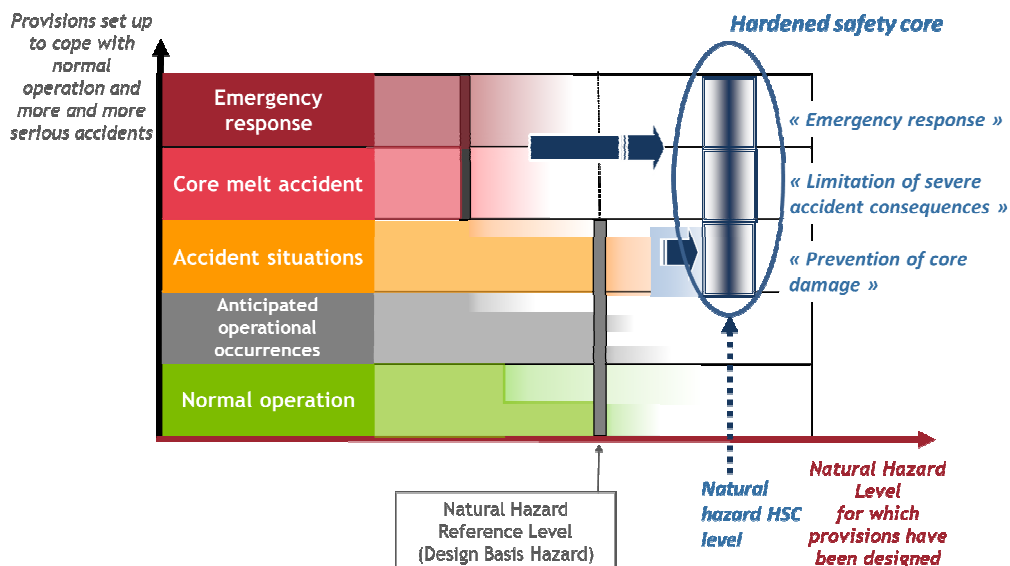 Provisions set up
to cope with
normal
operation and
more and more
serious accidents
Hardened safety core
Emergency
response
« Emergency response »
Core melt accident
« Limitation of severe
accident consequences »
Accident situations
« Prevention of core
damage »
Anticipated
operational
occurrences
Normal operation
Natural Hazard
Reference Level
(Design Basis Hazard)
Natural
hazard HSC
level
Natural Hazard
Level
for which
provisions have
been designed